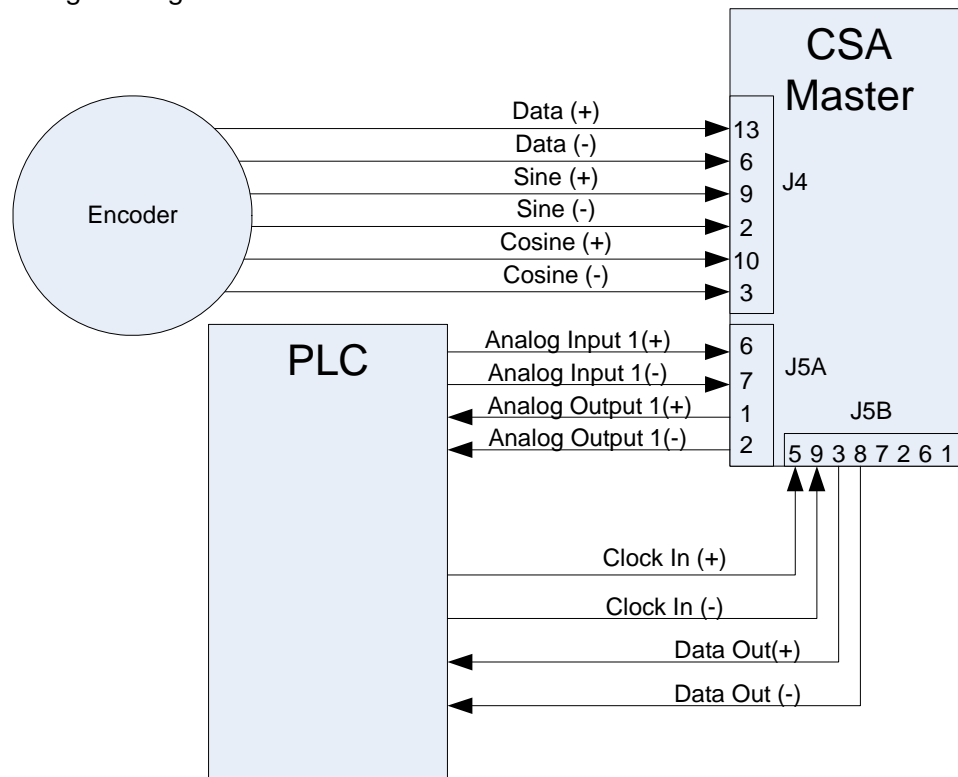 CSA
Master
Data (+)
13
Data (-)
6
Sine (+)
9
J4
Encoder
Sine (-)
2
Cosine (+)
10
Cosine (-)
3
PLC
Analog Input 1(+)
6
J5A
Analog Input 1(-)
7
Analog Output 1(+)
1
J5B
Analog Output 1(-)
2
5 9 3 8 7 2 6 1
Clock In (+)
Clock In (-)
Data Out(+)
Data Out (-)